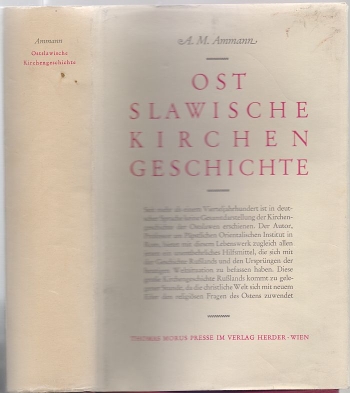 Ammann
Ostslawische
Kirchengeschichte
A. M. Ammann
OST
SLAWISCHE
KIRCHEN
GESCHICHTE
Seit mehr als einem Vierteljahrhundert ist in deut-
scher Sprache keine Gesamtdarstellung der Kirchen-
geschichte der Ostslawen erschienen. Der Autor,
Professor am Päpstlichen Orientalischen Institut in
Rom, bietet mit diesem Lebenswerk zugleich allen
jenen ein unentbehrliches Hilfsmittel, die sich mit
der Geschichte Rußlands und den Ursprüngen der
heutigen Weltsituation zu befassen haben. Diese
große Kirchengeschichte Rußlands kommt zu gele-
gener Stunde, da die christliche Welt sich mit neuem
Eifer den religiösen Fragen des Ostens zuwendet
THOMAS MORUS PRESSE IM VERLAG HERDER · WIEN